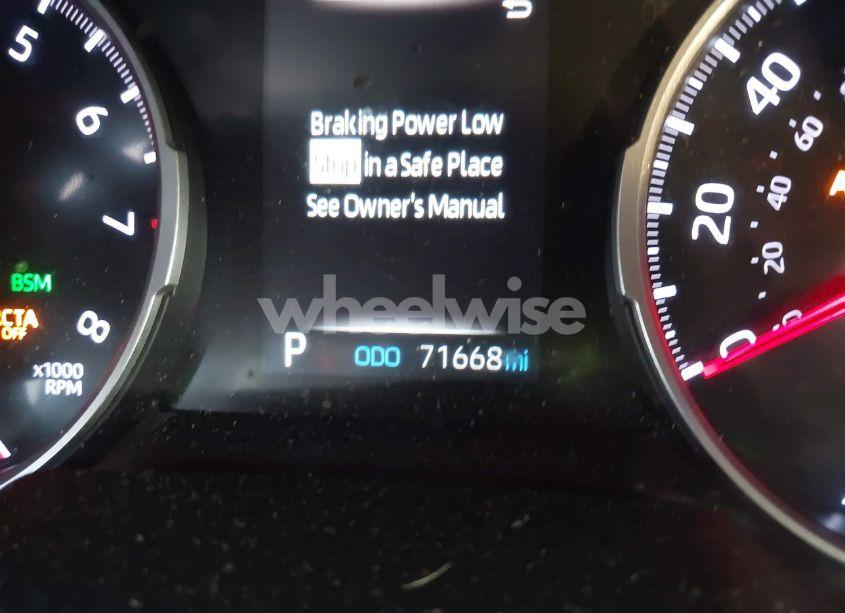 5
6
7
8
x1000
RPM
BSM
CTA
OFF
Braking Power Low
Stop in a Safe Place
See Owner's Manual
wheelwise
P ODO 71668 mi
40
60
20
40
20
0